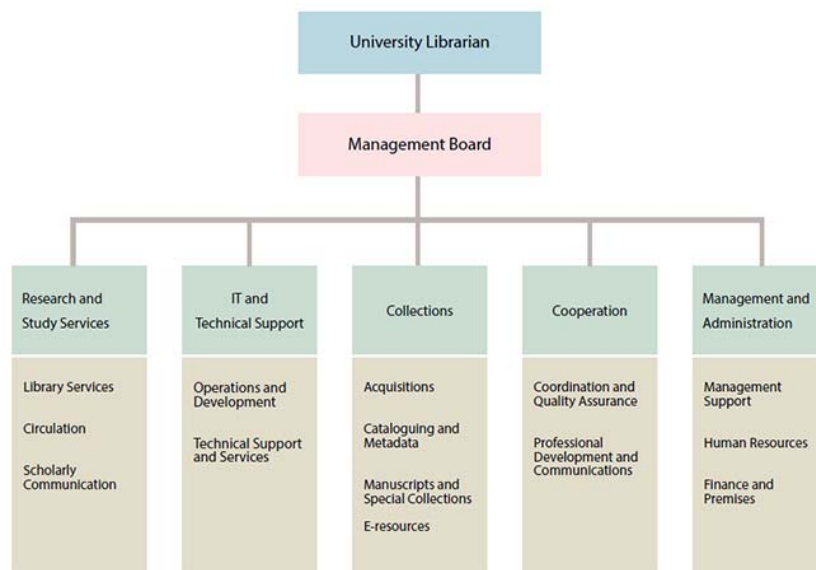 University Librarian
Management Board
Research and
Study Services
Library Services
Circulation
Scholarly
Communication
IT and
Technical Support
Operations and
Development
Technical Support
and Services
Collections
Acquisitions
Cataloguing and
Metadata
Manuscripts and
Special Collections
E-resources
Cooperation
Coordination and
Quality Assurance
Professional
Development and
Communications
Management and
Administration
Management
Support
Human Resources
Finance and
Premises